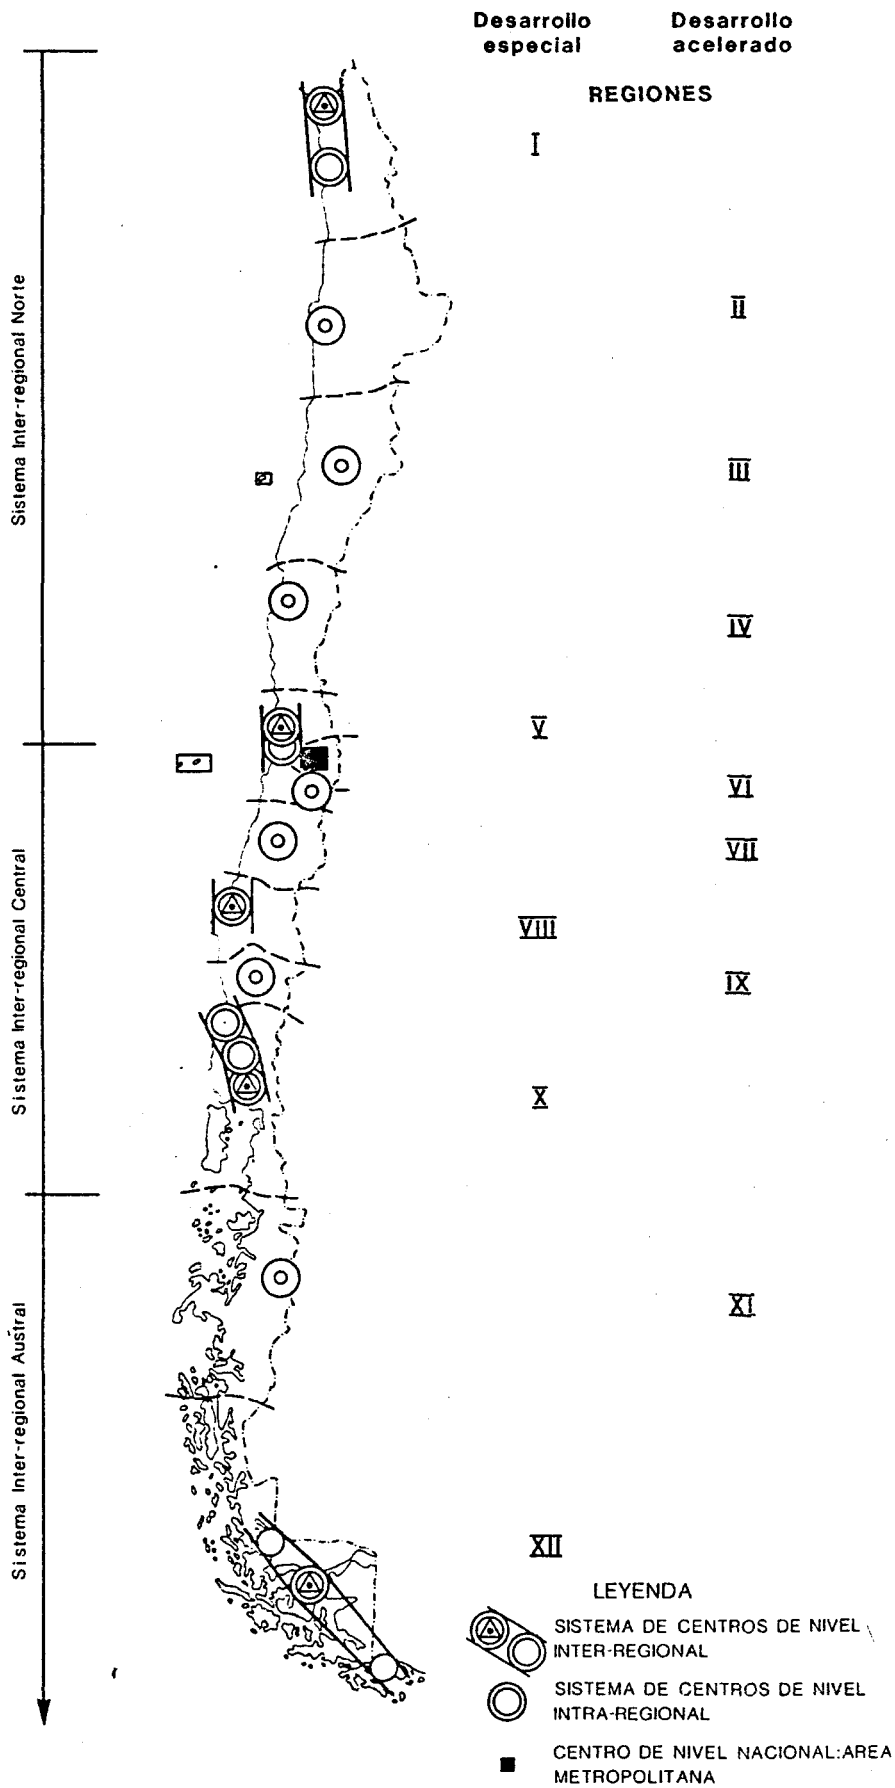 Desarrollo especial
Desarrollo acelerado
REGIONES
I
II
III
IV
V
VI
VII
VIII
IX
X
XI
XII
Sistema Inter-regional Norte
Sistema Inter-regional Central
Sistema Inter-regional Austral
LEYENDA
SISTEMA DE CENTROS DE NIVEL
INTER-REGIONAL
SISTEMA DE CENTROS DE NIVEL
INTRA-REGIONAL
CENTRO DE NIVEL NACIONAL: AREA
METROPOLITANA